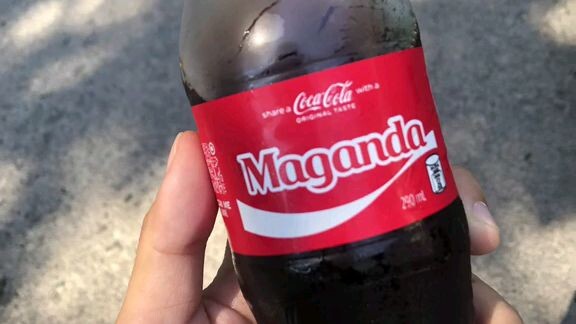 share a Coca-Cola with a
ORIGINAL TASTE
Maganda
290 mL